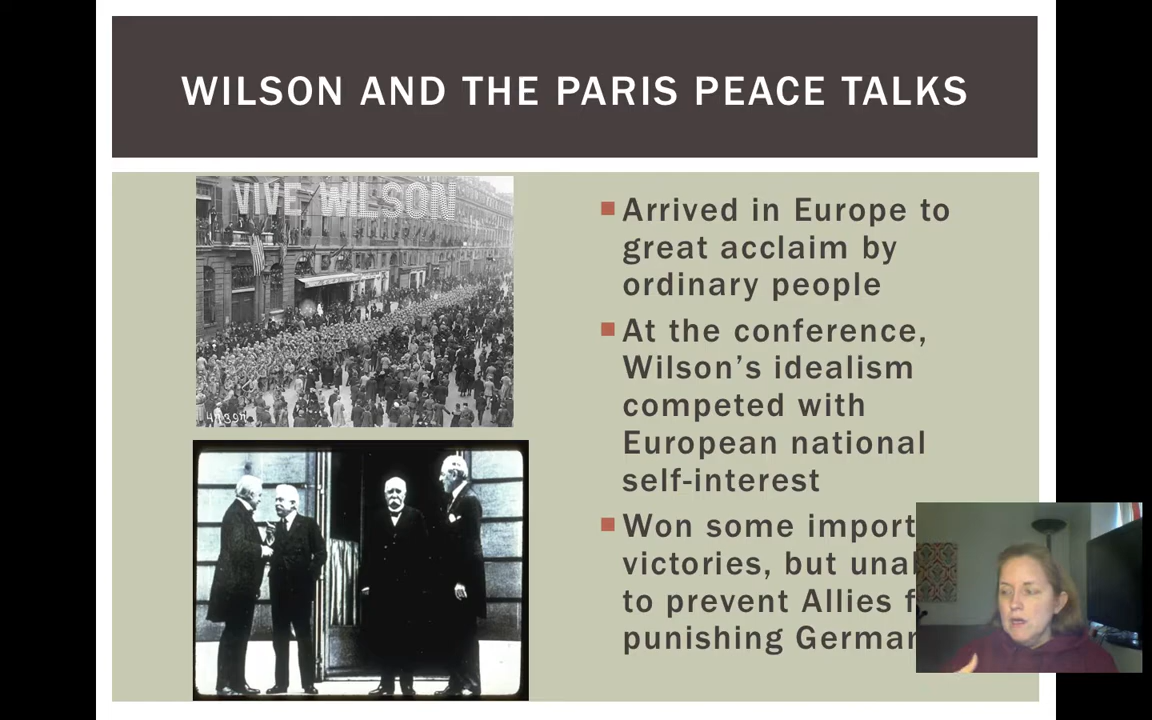 WILSON AND THE PARIS PEACE TALKS
VIVE WILSON
Arrived in Europe to
great acclaim by
ordinary people
At the conference,
Wilson's idealism
competed with
European national
self-interest
Won some import
victories, but una
to prevent Allies f
punishing German